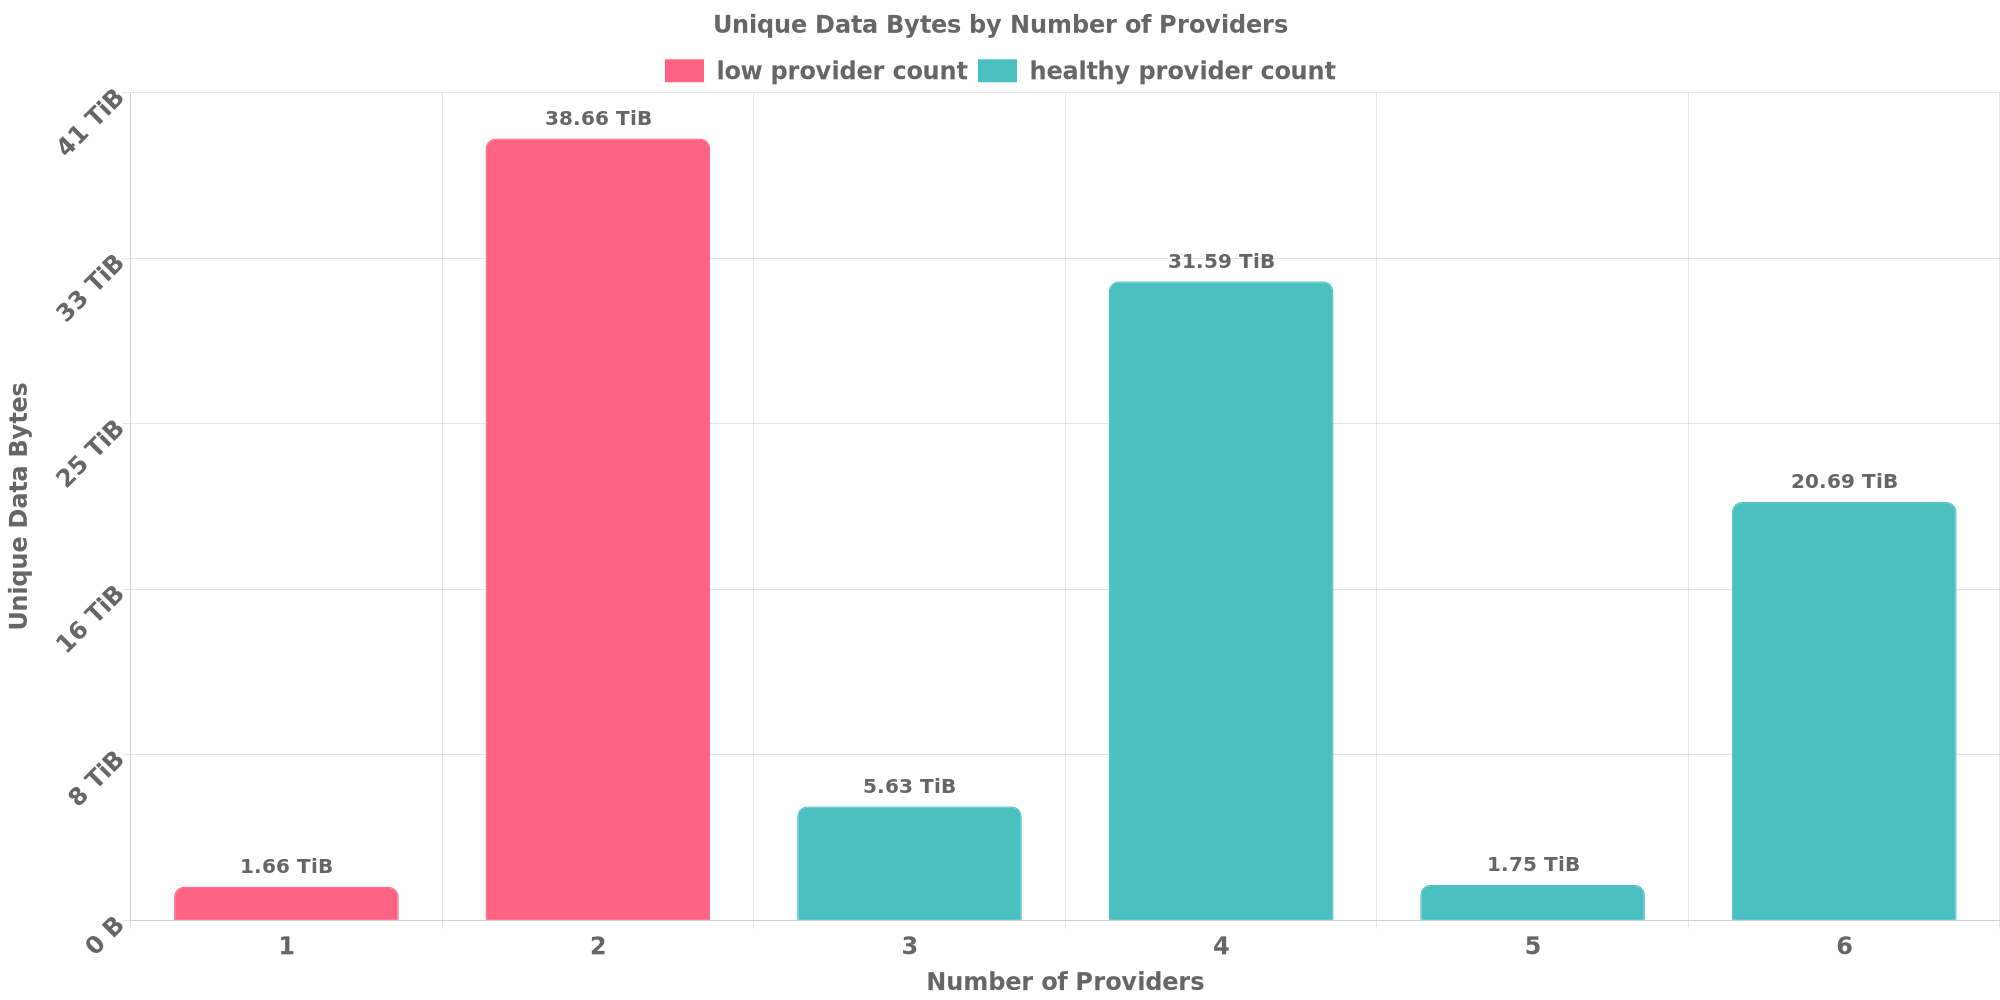 Unique Data Bytes by Number of Providers
low provider count healthy provider count
41 TiB
33 TiB
25 TiB
16 TiB
8 TiB
0 B
Unique Data Bytes
1.66 TiB
38.66 TiB
5.63 TiB
31.59 TiB
1.75 TiB
20.69 TiB
1 2 3 4 5 6
Number of Providers